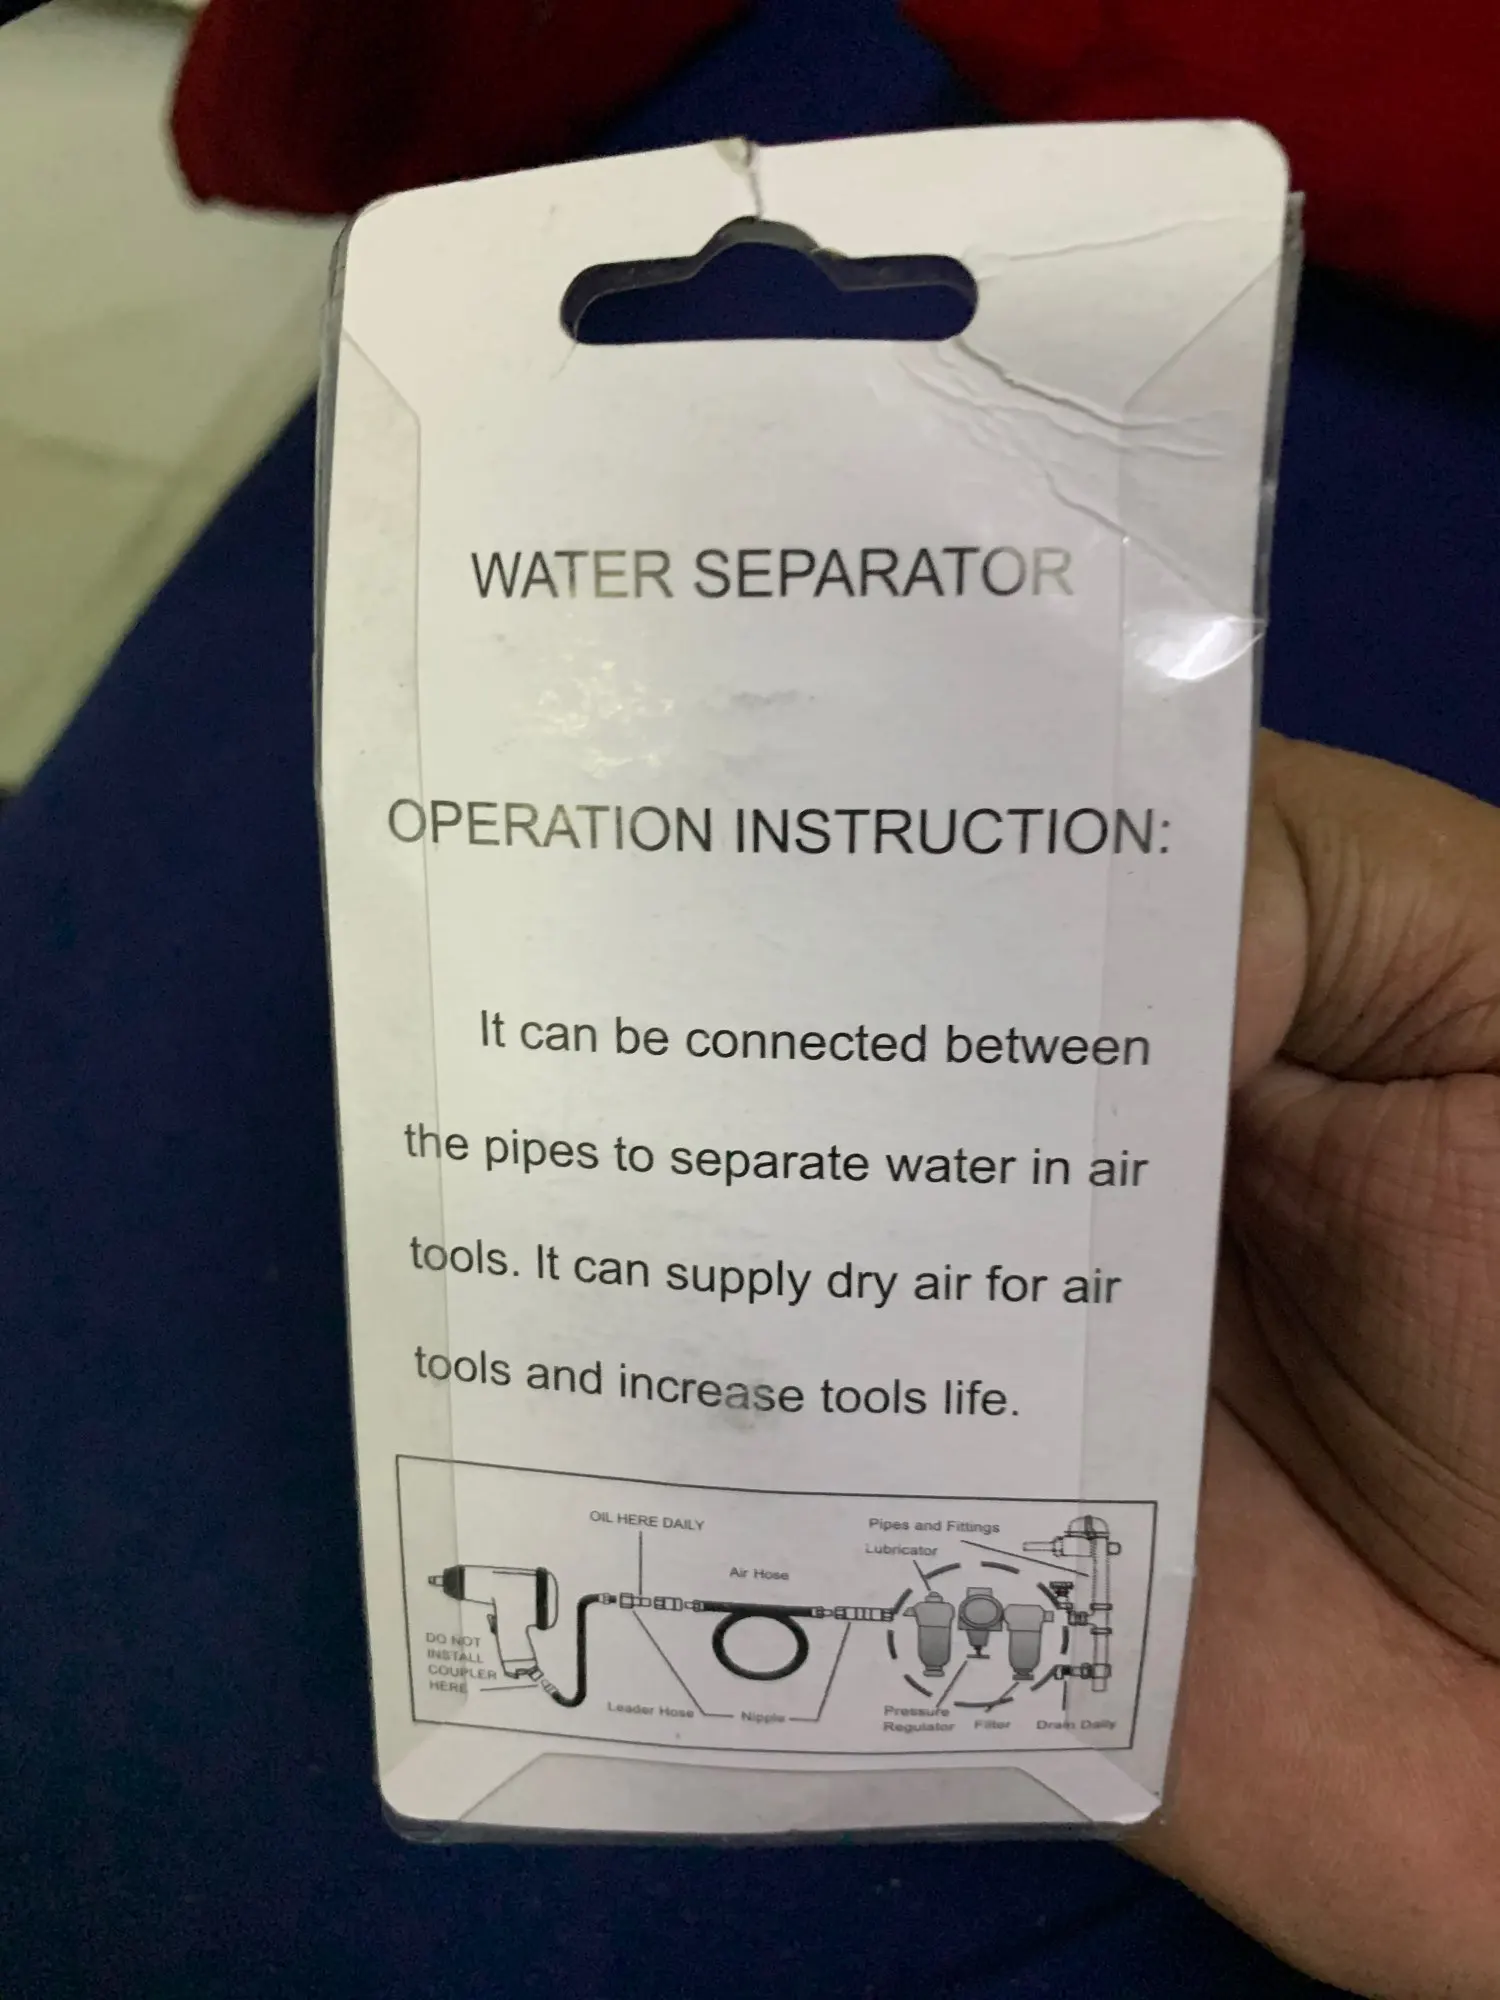 WATER SEPARATOR
OPERATION INSTRUCTION:
It can be connected between
the pipes to separate water in air
tools. It can supply dry air for air
tools and increase tools life.
OIL HERE DAILY
Pipes and Fittings
Lubricator
Air Hose
DO NOT
INSTALL
COUPLER
HERE
Leader Hose
Nipple
Pressure
Regulator
Filter
Drain Daily